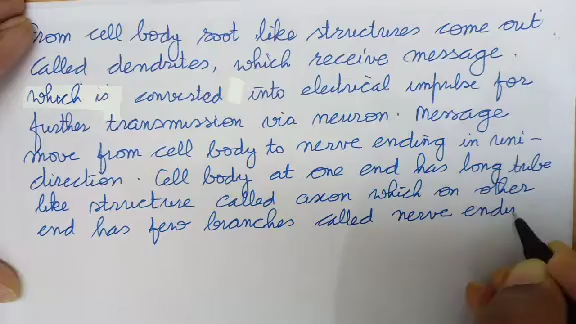 From cell body root like structures come out
called dendrites, which receive message.
which is converted into electrical impulse for
further transmission via neuron. Message
move from cell body to nerve ending in uni-
direction. Cell body at one end has long tube
like structure called axon which on other
end has few branches called nerve endi